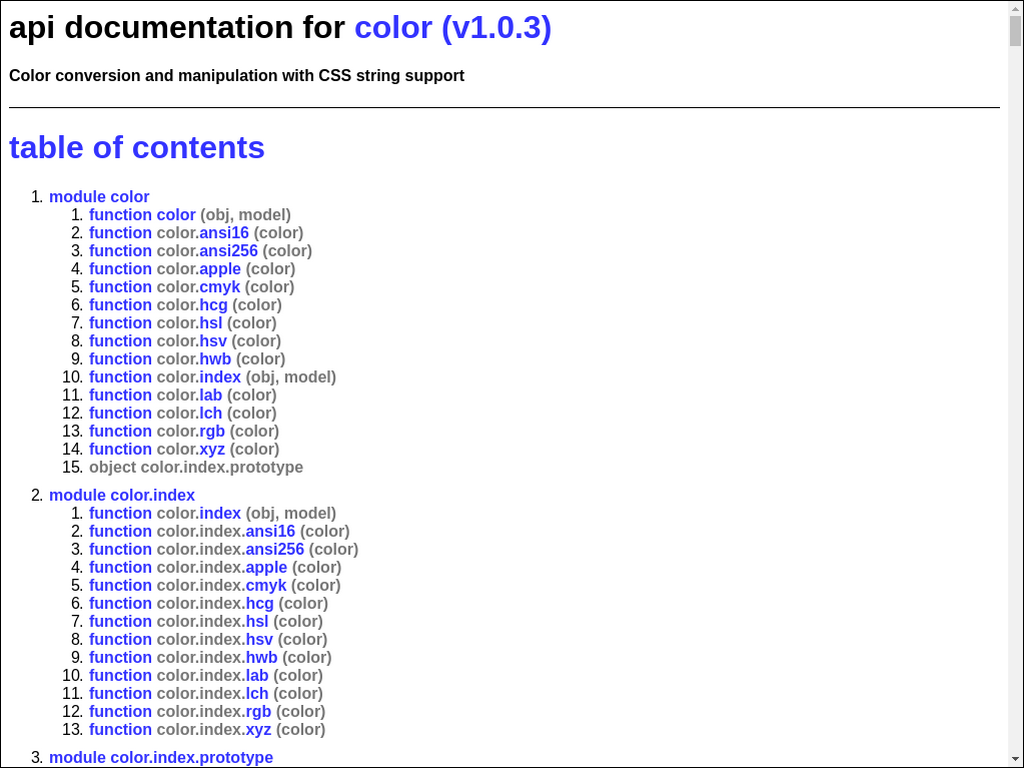 api documentation for color (v1.0.3)
Color conversion and manipulation with CSS string support
table of contents
1. module color
1. function color (obj, model)
2. function color.ansi16 (color)
3. function color.ansi256 (color)
4. function color.apple (color)
5. function color.cmyk (color)
6. function color.hcg (color)
7. function color.hsl (color)
8. function color.hsv (color)
9. function color.hwb (color)
10. function color.index (obj, model)
11. function color.lab (color)
12. function color.lch (color)
13. function color.rgb (color)
14. function color.xyz (color)
15. object color.index.prototype
2. module color.index
1. function color.index (obj, model)
2. function color.index.ansi16 (color)
3. function color.index.ansi256 (color)
4. function color.index.apple (color)
5. function color.index.cmyk (color)
6. function color.index.hcg (color)
7. function color.index.hsl (color)
8. function color.index.hsv (color)
9. function color.index.hwb (color)
10. function color.index.lab (color)
11. function color.index.lch (color)
12. function color.index.rgb (color)
13. function color.index.xyz (color)
3. module color.index.prototype